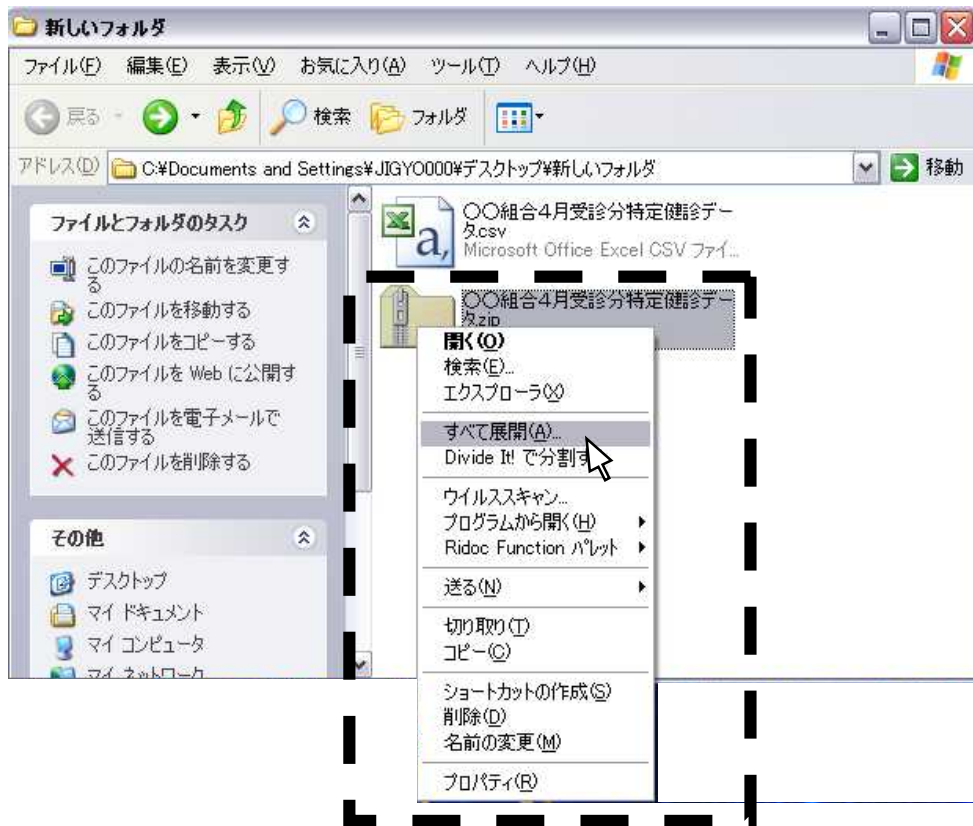 新しいフォルダ
ファイル(F) 編集(E) 表示(V) お気に入り(A) ツール(T) ヘルプ(H)
戻る 検索 フォルダ
アドレス(D) C:¥Documents and Settings¥JIGYO000¥デスクトップ¥新しいフォルダ 移動
ファイルとフォルダのタスク
このファイルの名前を変更す
る
このファイルを移動する
このファイルをコピーする
このファイルを Web に公開す
る
このファイルを電子メールで
送信する
このファイルを削除する
その他
デスクトップ
マイ ドキュメント
マイ コンピュータ
マイ ネットワーク
〇〇組合4月受診分特定健診デー
タ.csv
Microsoft Office Excel CSV ファイ...
〇〇組合4月受診分特定健診デー
タ.zip
開く(O)
検索(E)...
エクスプローラ(X)
すべて展開(A)...
Divide It! で分割す
ウイルススキャン...
プログラムから開く(H)
Ridoc Function パレット
送る(N)
切り取り(T)
コピー(C)
ショートカットの作成(S)
削除(D)
名前の変更(M)
プロパティ(R)